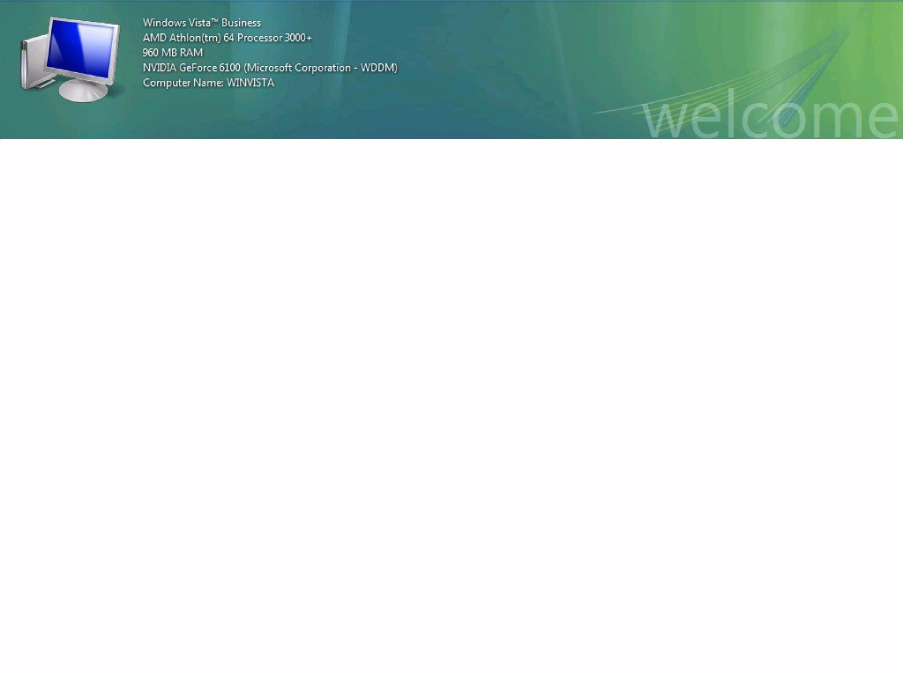 Windows Vista™ Business
AMD Athlon(tm) 64 Processor 3000+
960 MB RAM
NVIDIA GeForce 6100 (Microsoft Corporation - WDDM)
Computer Name: WINVISTA
welcome